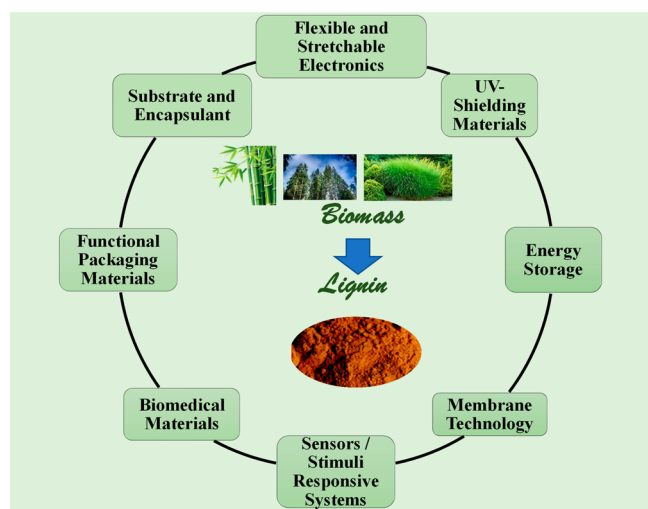 Flexible and
Stretchable
Electronics
UV-
Shielding
Materials
Energy
Storage
Membrane
Technology
Sensors /
Stimuli
Responsive
Systems
Biomedical
Materials
Functional
Packaging
Materials
Substrate and
Encapsulant
Biomass
Lignin